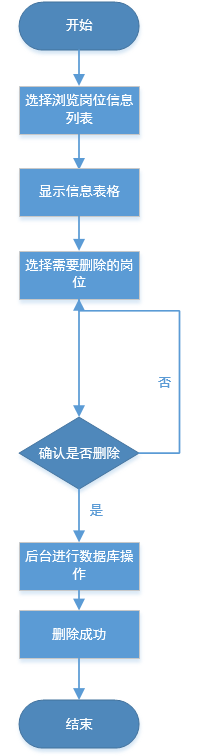 开始
选择浏览岗位信息
列表
显示信息表格
选择需要删除的岗
位
否
确认是否删除
是
后台进行数据库操
作
删除成功
结束